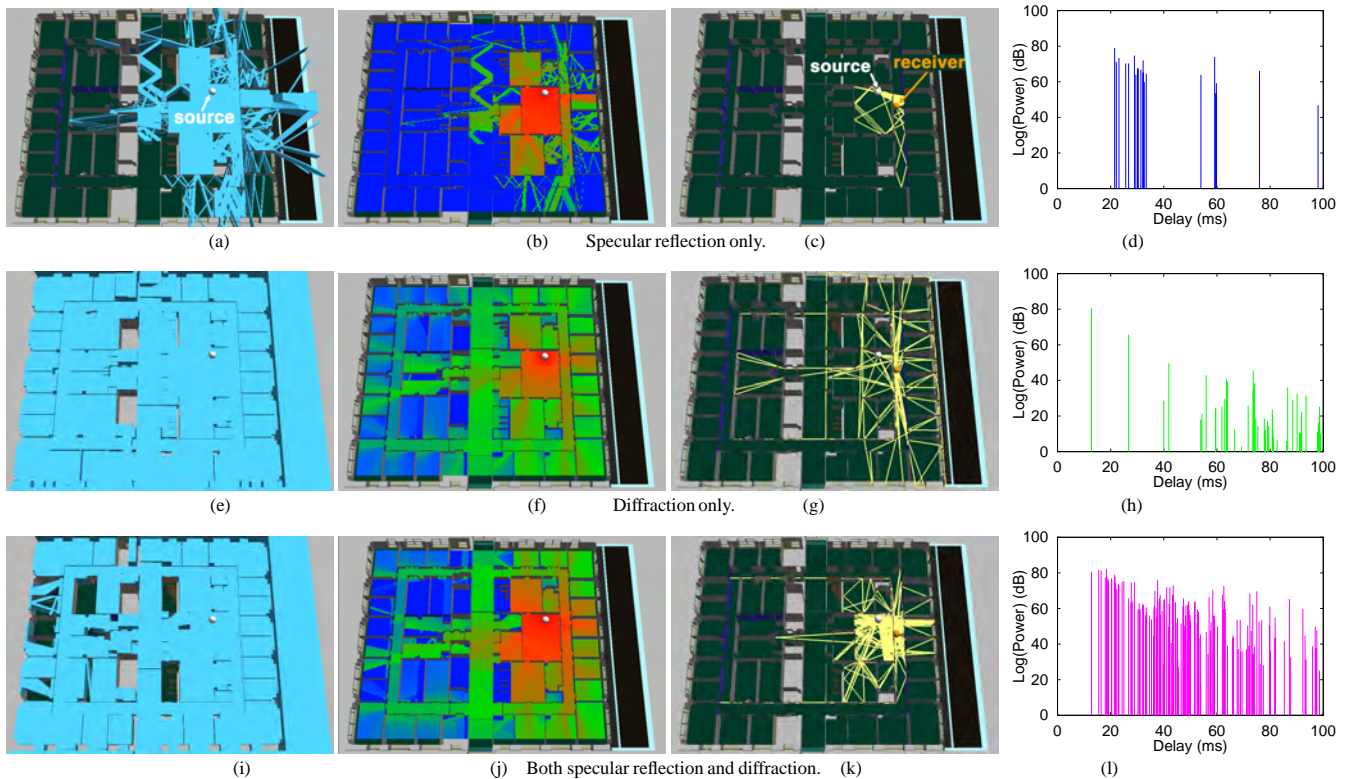 source
source
receiver
100
80
60
40
20
0
Log(Power) (dB)
0 20 40 60 80 100
Delay (ms)
(a) (b) Specular reflection only. (c) (d)
100
80
60
40
20
0
Log(Power) (dB)
0 20 40 60 80 100
Delay (ms)
(e) (f) Diffraction only. (g) (h)
100
80
60
40
20
0
Log(Power) (dB)
0 20 40 60 80 100
Delay (ms)
(i) (j) Both specular reflection and diffraction. (k) (l)